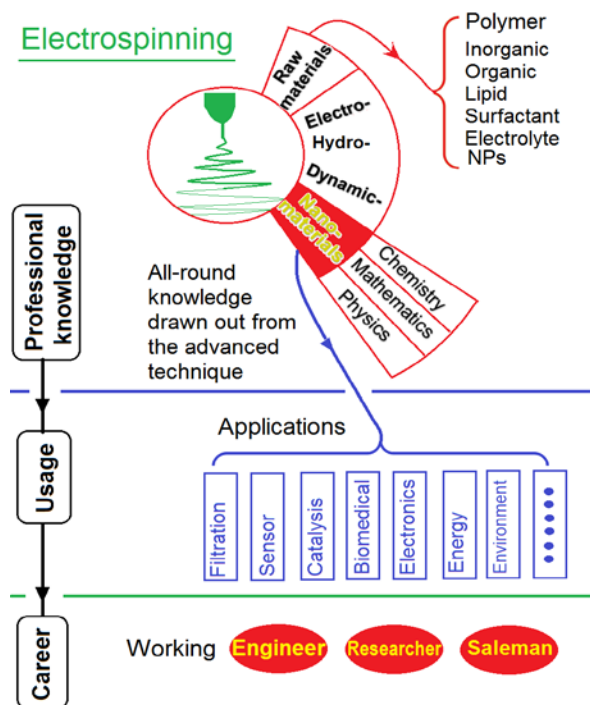 Electrospinning
Raw
materials
Electro-
Hydro-
Dynamic-
Nano-
materials
Chemistry
Mathematics
Physics
Polymer
Inorganic
Organic
Lipid
Surfactant
Electrolyte
NPs
Professional
knowledge
All-round
knowledge
drawn out from
the advanced
technique
Usage
Applications
Filtration
Sensor
Catalysis
Biomedical
Electronics
Energy
Environment
Career
Working
Engineer
Researcher
Saleman